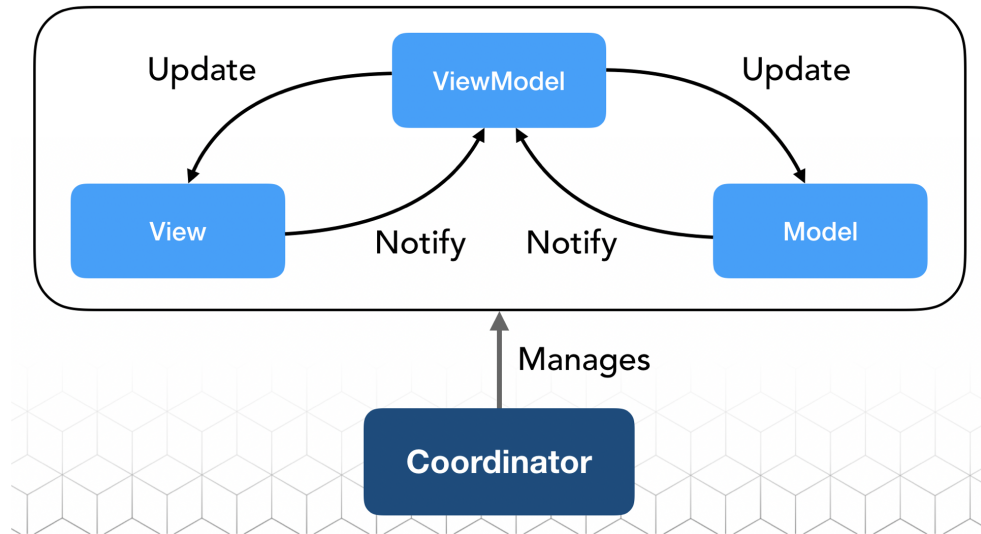 Update
ViewModel
Update
View
Notify
Notify
Model
Manages
Coordinator